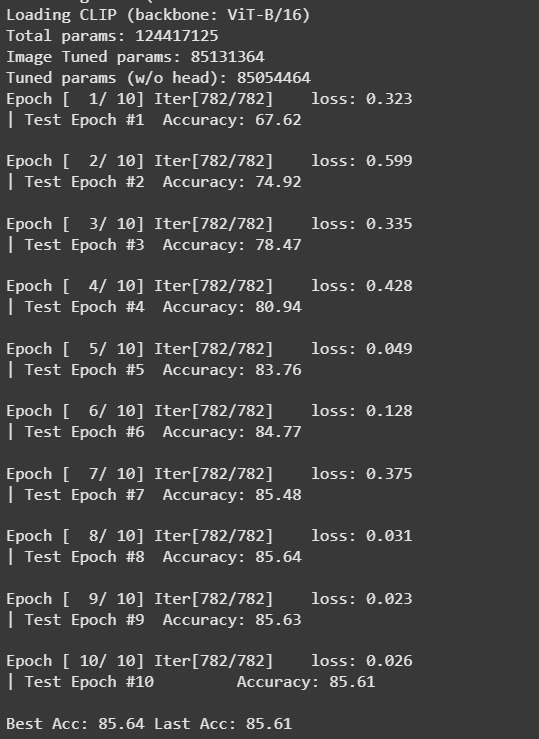 Loading CLIP (backbone: ViT-B/16)
Total params: 124417125
Image Tuned params: 85131364
Tuned params (w/o head): 85054464
Epoch [  1/ 10] Iter[782/782]    loss: 0.323
| Test Epoch #1  Accuracy: 67.62
Epoch [  2/ 10] Iter[782/782]    loss: 0.599
| Test Epoch #2  Accuracy: 74.92
Epoch [  3/ 10] Iter[782/782]    loss: 0.335
| Test Epoch #3  Accuracy: 78.47
Epoch [  4/ 10] Iter[782/782]    loss: 0.428
| Test Epoch #4  Accuracy: 80.94
Epoch [  5/ 10] Iter[782/782]    loss: 0.049
| Test Epoch #5  Accuracy: 83.76
Epoch [  6/ 10] Iter[782/782]    loss: 0.128
| Test Epoch #6  Accuracy: 84.77
Epoch [  7/ 10] Iter[782/782]    loss: 0.375
| Test Epoch #7  Accuracy: 85.48
Epoch [  8/ 10] Iter[782/782]    loss: 0.031
| Test Epoch #8  Accuracy: 85.64
Epoch [  9/ 10] Iter[782/782]    loss: 0.023
| Test Epoch #9  Accuracy: 85.63
Epoch [ 10/ 10] Iter[782/782]    loss: 0.026
| Test Epoch #10         Accuracy: 85.61
Best Acc: 85.64 Last Acc: 85.61